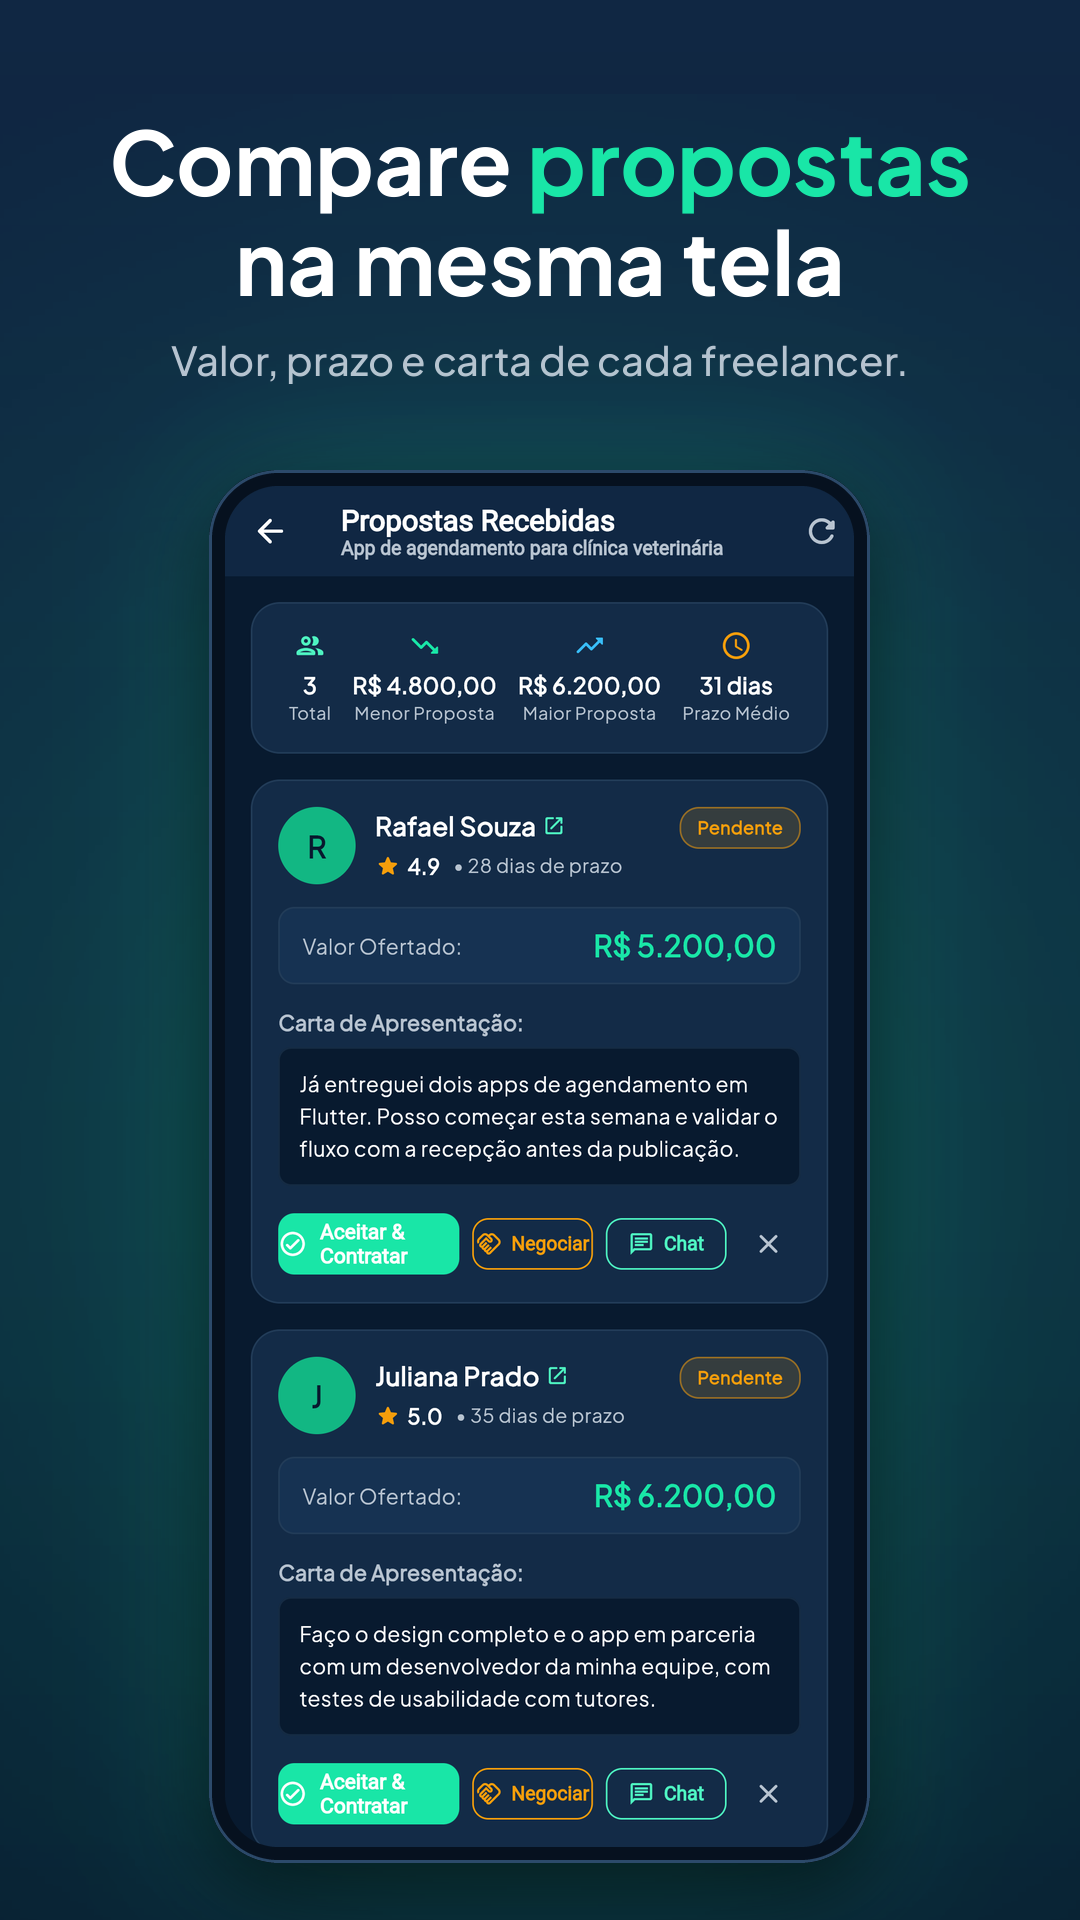 Compare propostas
na mesma tela
Valor, prazo e carta de cada freelancer.
Propostas Recebidas
App de agendamento para clínica veterinária
3
Total
R$ 4.800,00
Menor Proposta
R$ 6.200,00
Maior Proposta
31 dias
Prazo Médio
R
Rafael Souza
Pendente
4.9 • 28 dias de prazo
Valor Ofertado: R$ 5.200,00
Carta de Apresentação:
Já entreguei dois apps de agendamento em
Flutter. Posso começar esta semana e validar o
fluxo com a recepção antes da publicação.
Aceitar &
Contratar
Negociar
Chat
J
Juliana Prado
Pendente
5.0 • 35 dias de prazo
Valor Ofertado: R$ 6.200,00
Carta de Apresentação:
Faço o design completo e o app em parceria
com um desenvolvedor da minha equipe, com
testes de usabilidade com tutores.
Aceitar &
Contratar
Negociar
Chat